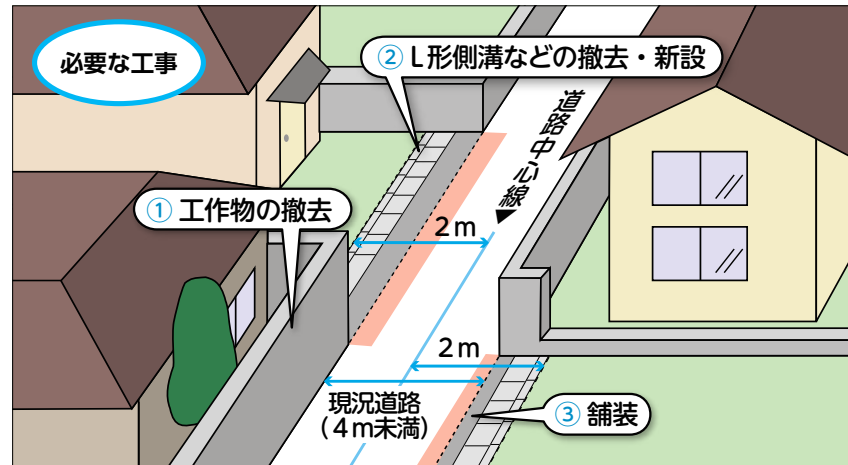 必要な工事
② L形側溝などの撤去・新設
道路中心線
① 工作物の撤去
2m
2m
現況道路
(4m未満)
③ 舗装